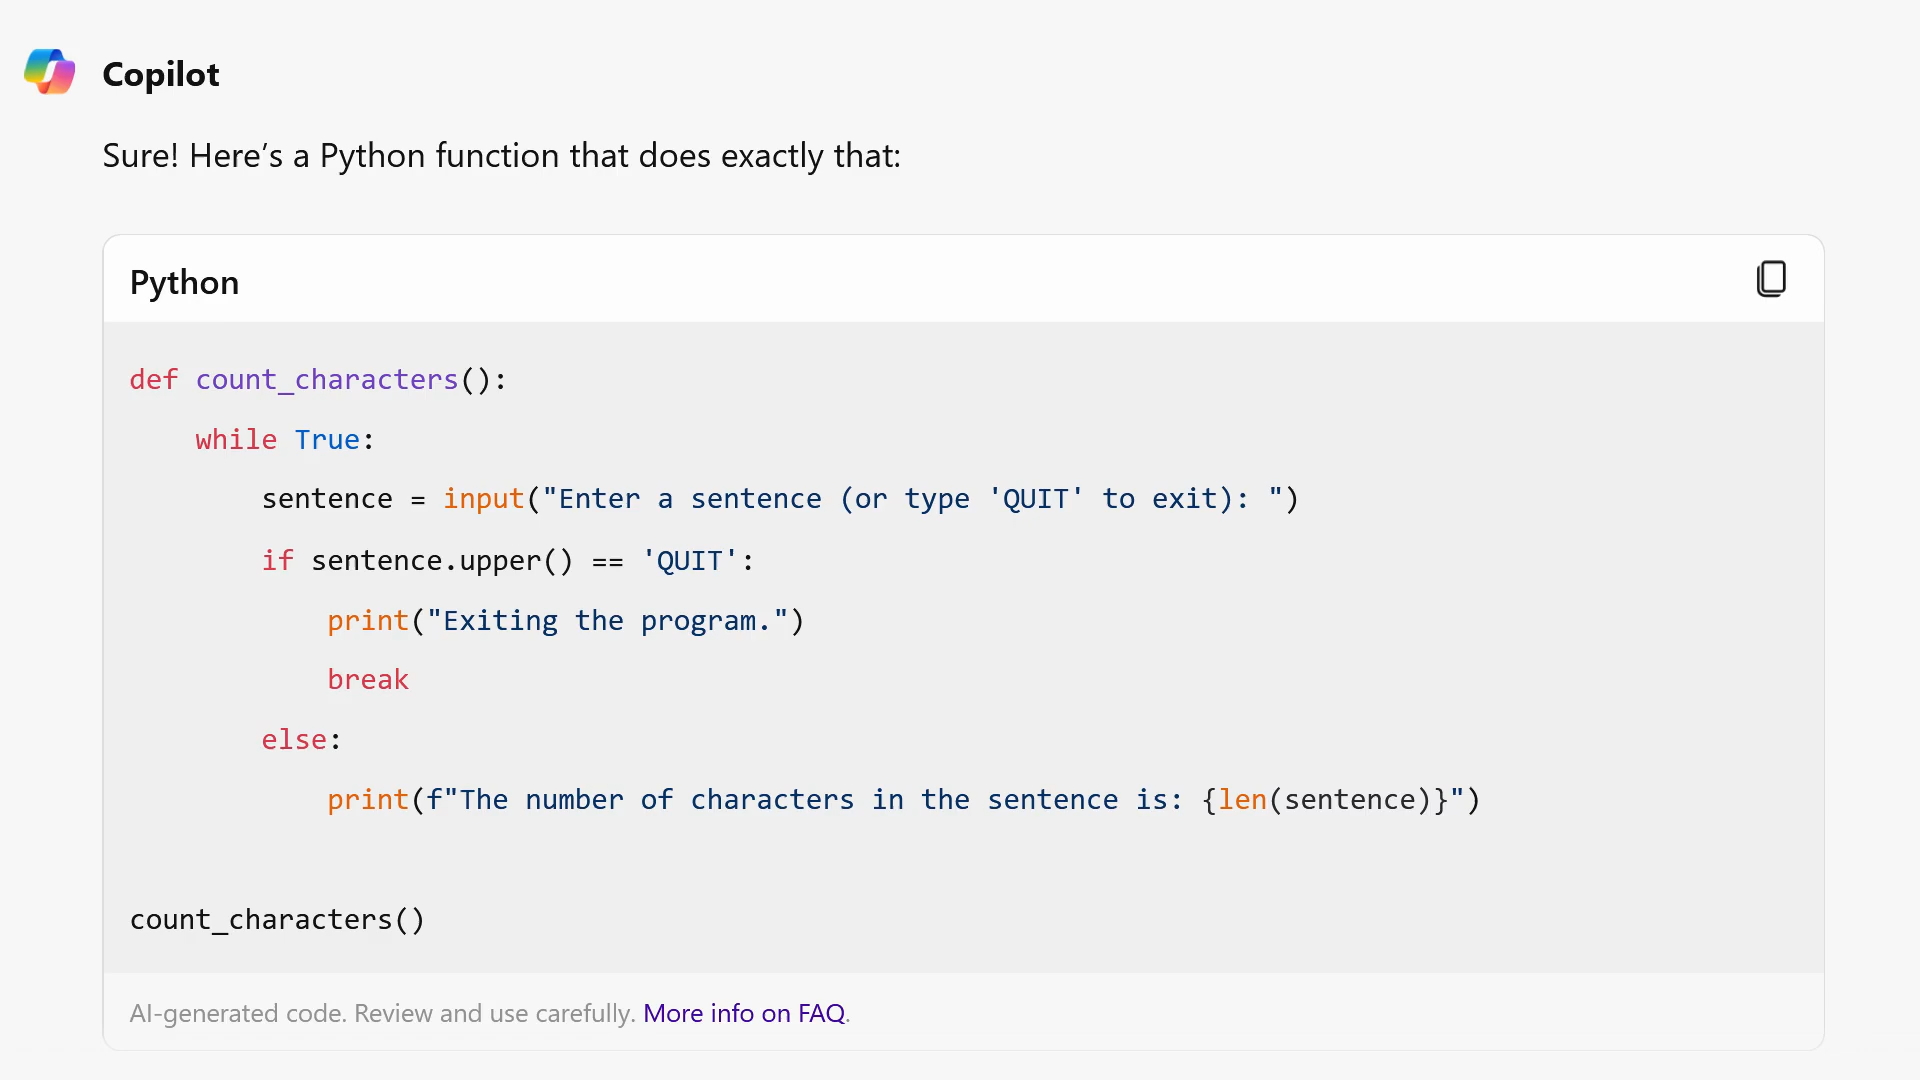 Copilot
Sure! Here’s a Python function that does exactly that:
Python
def count_characters():
    while True:
        sentence = input("Enter a sentence (or type 'QUIT' to exit): ")
        if sentence.upper() == 'QUIT':
            print("Exiting the program.")
            break
        else:
            print(f"The number of characters in the sentence is: {len(sentence)}")
count_characters()
AI-generated code. Review and use carefully. More info on FAQ.